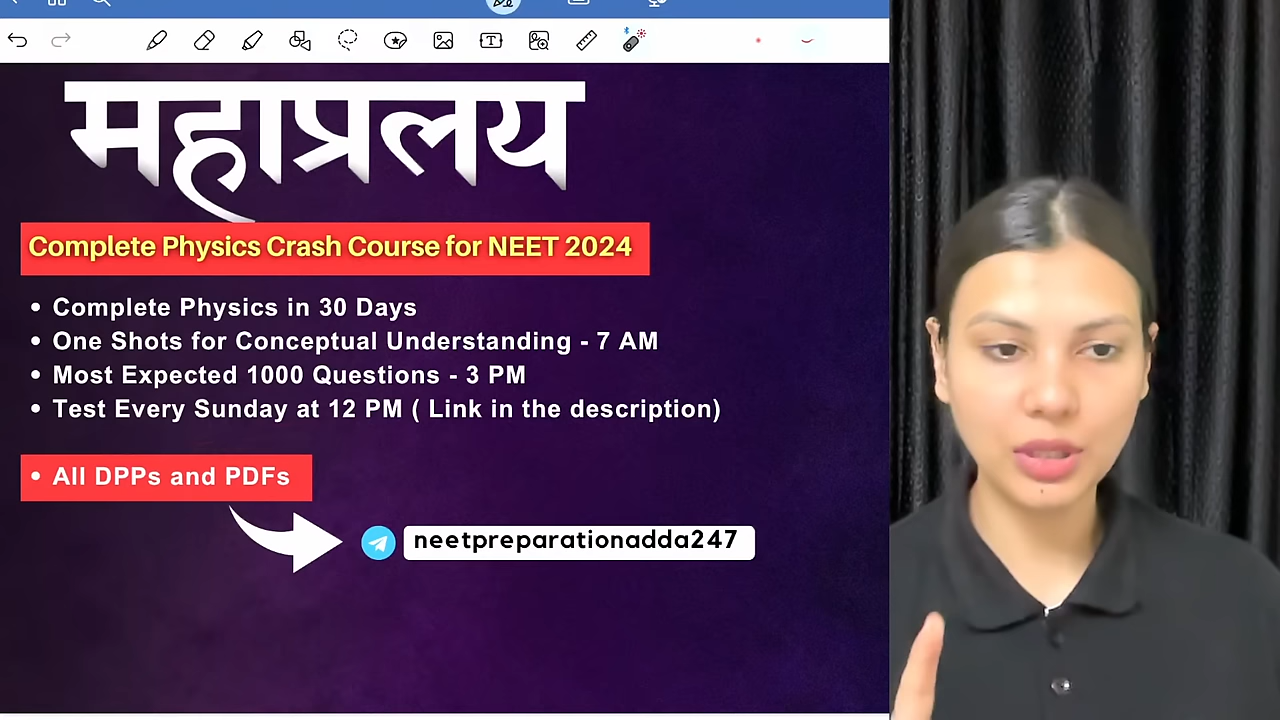 महाप्रलय
Complete Physics Crash Course for NEET 2024
• Complete Physics in 30 Days
• One Shots for Conceptual Understanding - 7 AM
• Most Expected 1000 Questions - 3 PM
• Test Every Sunday at 12 PM ( Link in the description)
• All DPPs and PDFs
neetpreparationadda247